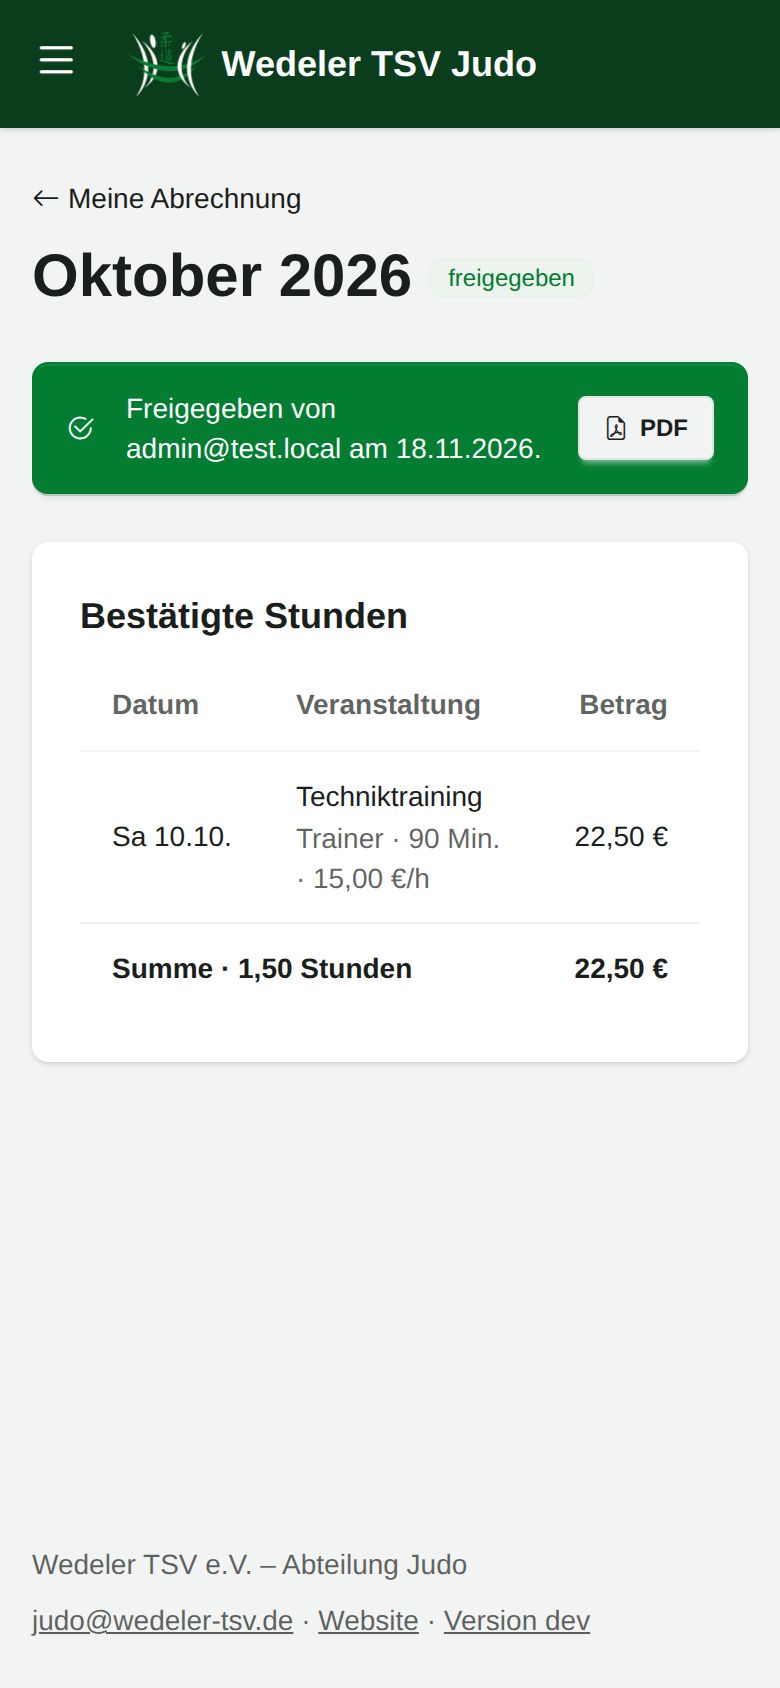 柔道
Wedeler TSV Judo
← Meine Abrechnung
Oktober 2026 freigegeben
Freigegeben von
admin@test.local am 18.11.2026.
PDF
Bestätigte Stunden
Datum Veranstaltung Betrag
Techniktraining
Sa 10.10. Trainer · 90 Min. 22,50 €
· 15,00 €/h
Summe · 1,50 Stunden 22,50 €
Wedeler TSV e.V. – Abteilung Judo
judo@wedeler-tsv.de · Website · Version dev